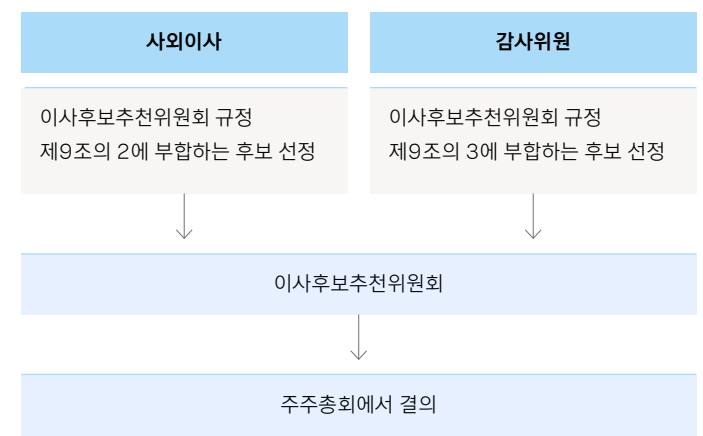 사외이사
이사후보추천위원회 규정
제9조의 2에 부합하는 후보 선정
감사위원
이사후보추천위원회 규정
제9조의 3에 부합하는 후보 선정
이사후보추천위원회
주주총회에서 결의